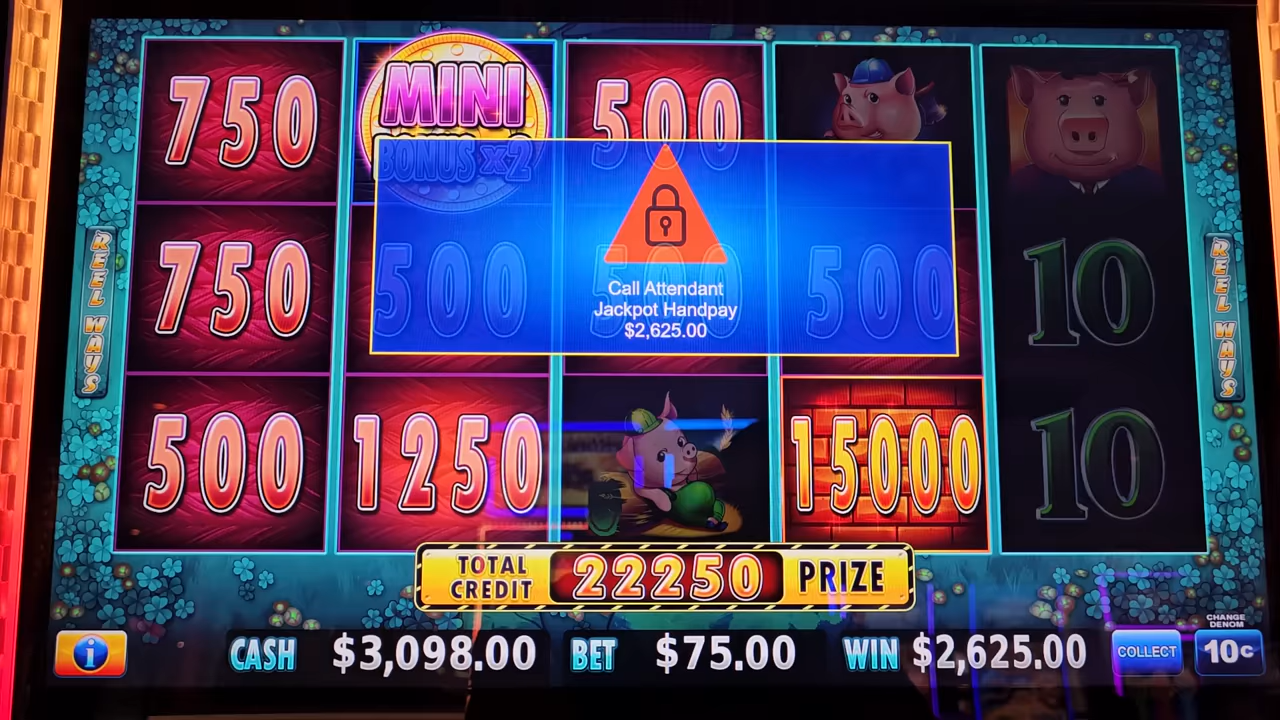 750
MINI
500
BONUS x2
750
500
500
500
10
Call Attendant
Jackpot Handpay
$2,625.00
REEL WAYS
REEL WAYS
500
1250
15000
10
TOTAL CREDIT
22250
PRIZE
i
CASH $3,098.00
BET $75.00
WIN $2,625.00
COLLECT
CHANGE DENOM
10¢